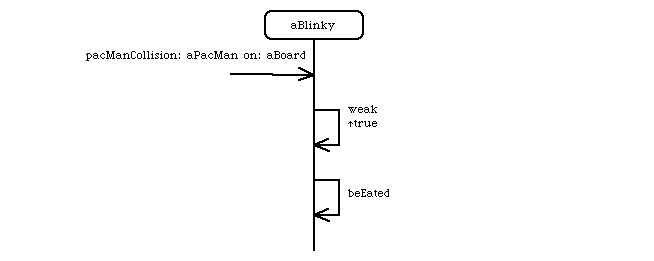 aBlinky
pacManCollision: aPacMan on: aBoard
weak
↑true
beEated